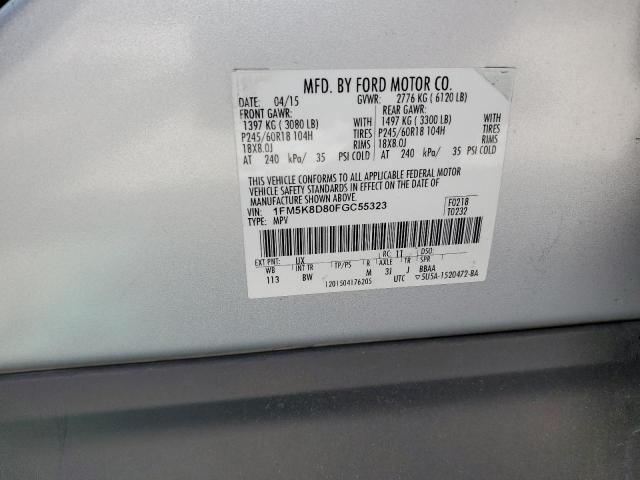 MFD. BY FORD MOTOR CO.
DATE: 04/15 GVWR: 2776 KG ( 6120 LB)
FRONT GAWR: REAR GAWR:
1397 KG ( 3080 LB) WITH 1497 KG ( 3300 LB) WITH
P245/60R18 104H TIRES P245/60R18 104H TIRES
18X8.0J RIMS 18X8.0J RIMS
AT 240 kPa/ 35 PSI COLD AT 240 kPa/ 35 PSI COLD
THIS VEHICLE CONFORMS TO ALL APPLICABLE FEDERAL MOTOR
VEHICLE SAFETY STANDARDS IN EFFECT ON THE DATE OF
MANUFACTURE SHOWN ABOVE.
VIN: 1FM5K8D80FGC55323 F0218
TYPE: MPV T0232
EXT PNT: UX RC: 11 DSO:
WB INT TR TP/PS R AXLE TR SPR
113 BW M 3J J BBAA
1201504176205 UTC ▽5U5A-1520472-BA